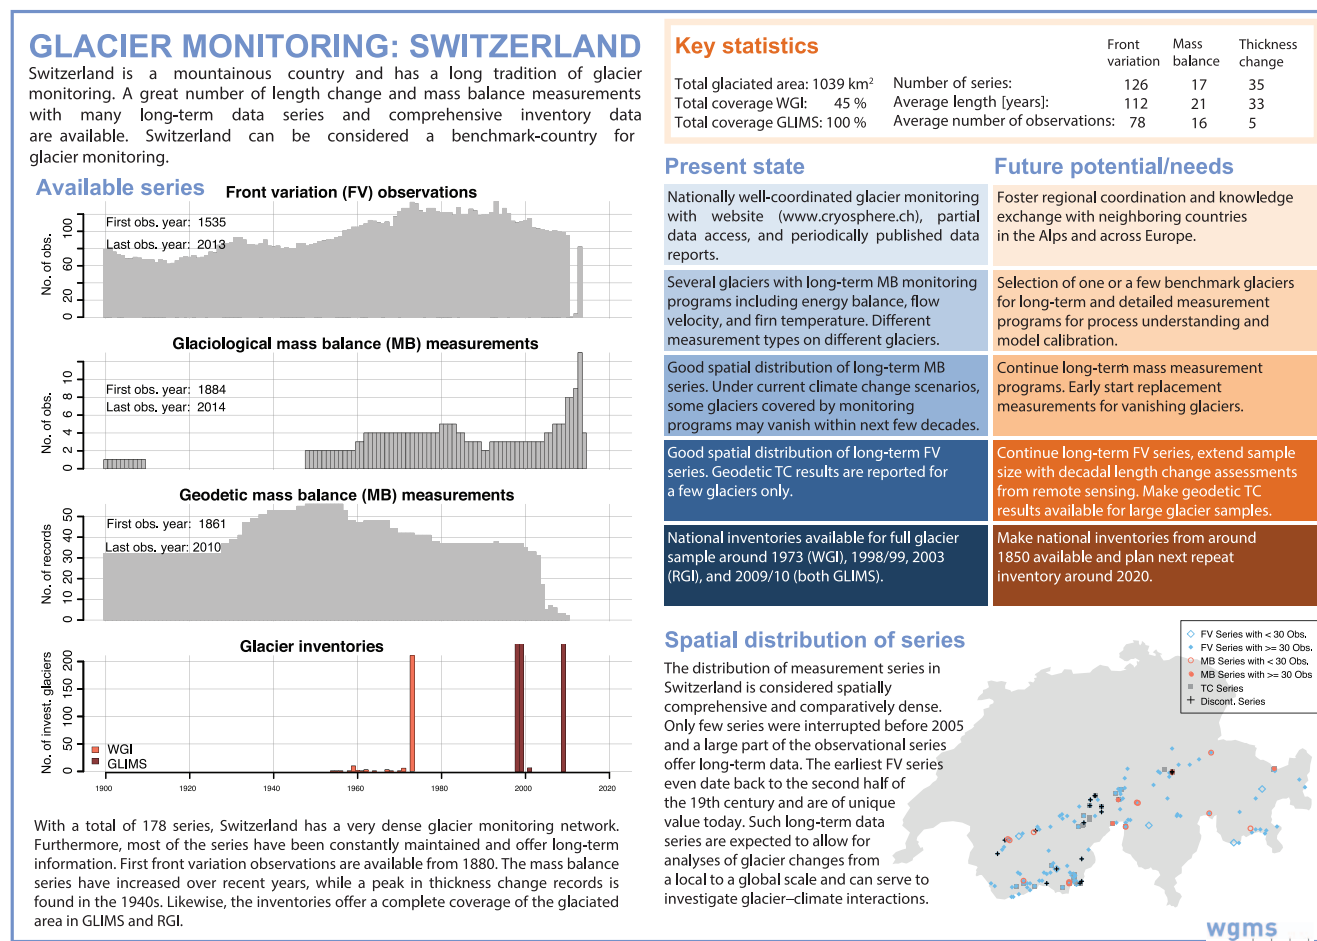 GLACIER MONITORING: SWITZERLAND
Switzerland is a mountainous country and has a long tradition of glacier
monitoring. A great number of length change and mass balance measurements
with many long-term data series and comprehensive inventory data
are available. Switzerland can be considered a benchmark-country for
glacier monitoring.
Available series
Front variation (FV) observations
First obs. year: 1535
Last obs. year: 2013
No. of obs.
0 20 60 100
Glaciological mass balance (MB) measurements
First obs. year: 1884
Last obs. year: 2014
No. of obs.
0 2 4 6 8 10
Geodetic mass balance (MB) measurements
First obs. year: 1861
Last obs. year: 2010
No. of records
0 10 20 30 40 50
Glacier inventories
No. of invest. glaciers
0 50 100 150 200
WGI
GLIMS
1900 1920 1940 1960 1980 2000 2020
With a total of 178 series, Switzerland has a very dense glacier monitoring network.
Furthermore, most of the series have been constantly maintained and offer long-term
information. First front variation observations are available from 1880. The mass balance
series have increased over recent years, while a peak in thickness change records is
found in the 1940s. Likewise, the inventories offer a complete coverage of the glaciated
area in GLIMS and RGI.
Key statistics
Front variation Mass balance Thickness change
Total glaciated area: 1039 km²
Total coverage WGI: 45 %
Total coverage GLIMS: 100 %
Number of series: 126 17 35
Average length [years]: 112 21 33
Average number of observations: 78 16 5
Present state
Nationally well-coordinated glacier monitoring
with website (www.cryosphere.ch), partial
data access, and periodically published data
reports.
Several glaciers with long-term MB monitoring
programs including energy balance, flow
velocity, and firn temperature. Different
measurement types on different glaciers.
Good spatial distribution of long-term MB
series. Under current climate change scenarios,
some glaciers covered by monitoring
programs may vanish within next few decades.
Good spatial distribution of long-term FV
series. Geodetic TC results are reported for
a few glaciers only.
National inventories available for full glacier
sample around 1973 (WGI), 1998/99, 2003
(RGI), and 2009/10 (both GLIMS).
Future potential/needs
Foster regional coordination and knowledge
exchange with neighboring countries
in the Alps and across Europe.
Selection of one or a few benchmark glaciers
for long-term and detailed measurement
programs for process understanding and
model calibration.
Continue long-term mass measurement
programs. Early start replacement
measurements for vanishing glaciers.
Continue long-term FV series, extend sample
size with decadal length change assessments
from remote sensing. Make geodetic TC
results available for large glacier samples.
Make national inventories from around
1850 available and plan next repeat
inventory around 2020.
Spatial distribution of series
The distribution of measurement series in
Switzerland is considered spatially
comprehensive and comparatively dense.
Only few series were interrupted before 2005
and a large part of the observational series
offer long-term data. The earliest FV series
even date back to the second half of
the 19th century and are of unique
value today. Such long-term data
series are expected to allow for
analyses of glacier changes from
a local to a global scale and can serve to
investigate glacier–climate interactions.
FV Series with < 30 Obs.
FV Series with >= 30 Obs.
MB Series with < 30 Obs.
MB Series with >= 30 Obs
TC Series
Discont. Series
wgms